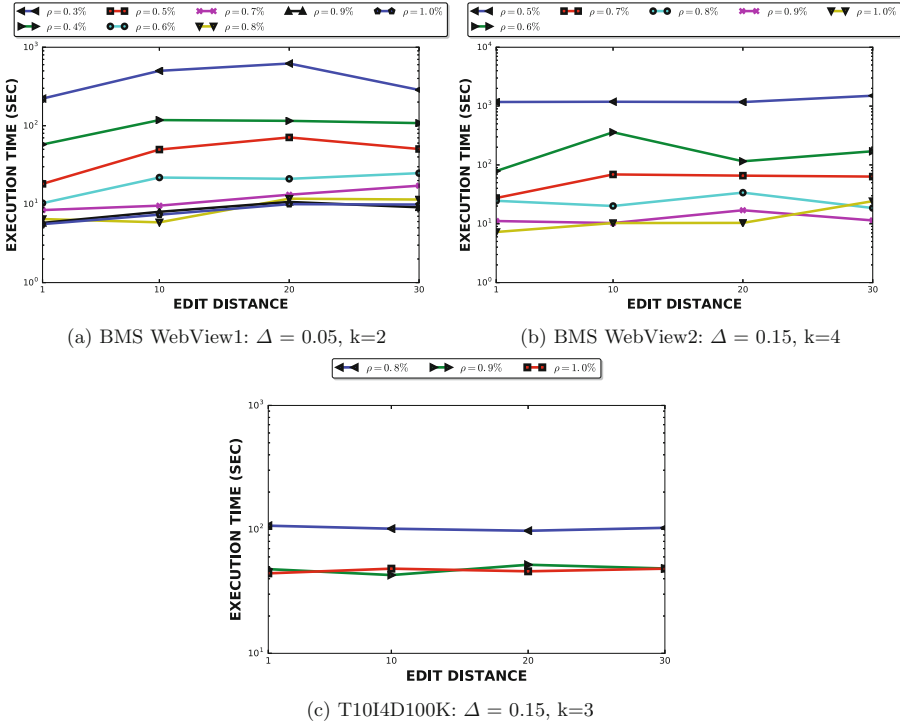 ρ=0.3% ρ=0.5% ρ=0.7% ρ=0.9% ρ=1.0%
ρ=0.4% ρ=0.6% ρ=0.8%
10³
10²
10¹
10⁰
EXECUTION TIME (SEC)
1 10 20 30
EDIT DISTANCE
(a) BMS WebView1: Δ = 0.05, k=2
ρ=0.5% ρ=0.7% ρ=0.8% ρ=0.9% ρ=1.0%
ρ=0.6%
10⁴
10³
10²
10¹
10⁰
EXECUTION TIME (SEC)
1 10 20 30
EDIT DISTANCE
(b) BMS WebView2: Δ = 0.15, k=4
ρ=0.8% ρ=0.9% ρ=1.0%
10³
10²
10¹
EXECUTION TIME (SEC)
1 10 20 30
EDIT DISTANCE
(c) T10I4D100K: Δ = 0.15, k=3